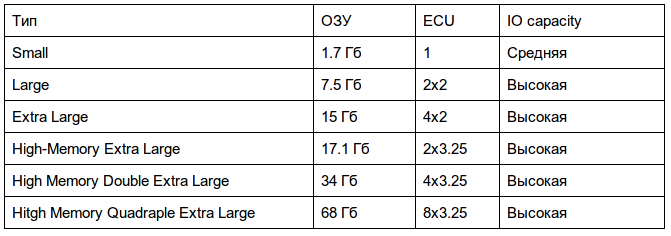 Тип ОЗУ ECU IO capacity
Small 1.7 Гб 1 Средняя
Large 7.5 Гб 2x2 Высокая
Extra Large 15 Гб 4x2 Высокая
High-Memory Extra Large 17.1 Гб 2x3.25 Высокая
High Memory Double Extra Large 34 Гб 4x3.25 Высокая
Hitgh Memory Quadraple Extra Large 68 Гб 8x3.25 Высокая